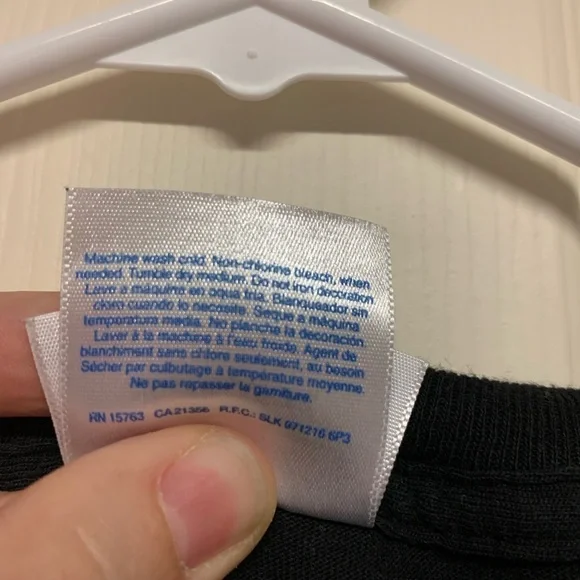 Machine wash cold. Non-chlorine bleach, when
needed. Tumble dry medium. Do not iron decoration
Lave a máquina en agua fria. Blanqueador sin
cloro cuando lo necesite. Seque a máquina
temperatura media. No planche la decoración
Laver à la machine à l'eau froide. Agent de
blanchiment sans chlore seulement, au besoin
Sécher par culbutage à température moyenne.
Ne pas repasser la garniture.
RN 15763 CA21356 R.P.C.: SLK 971216 6P3